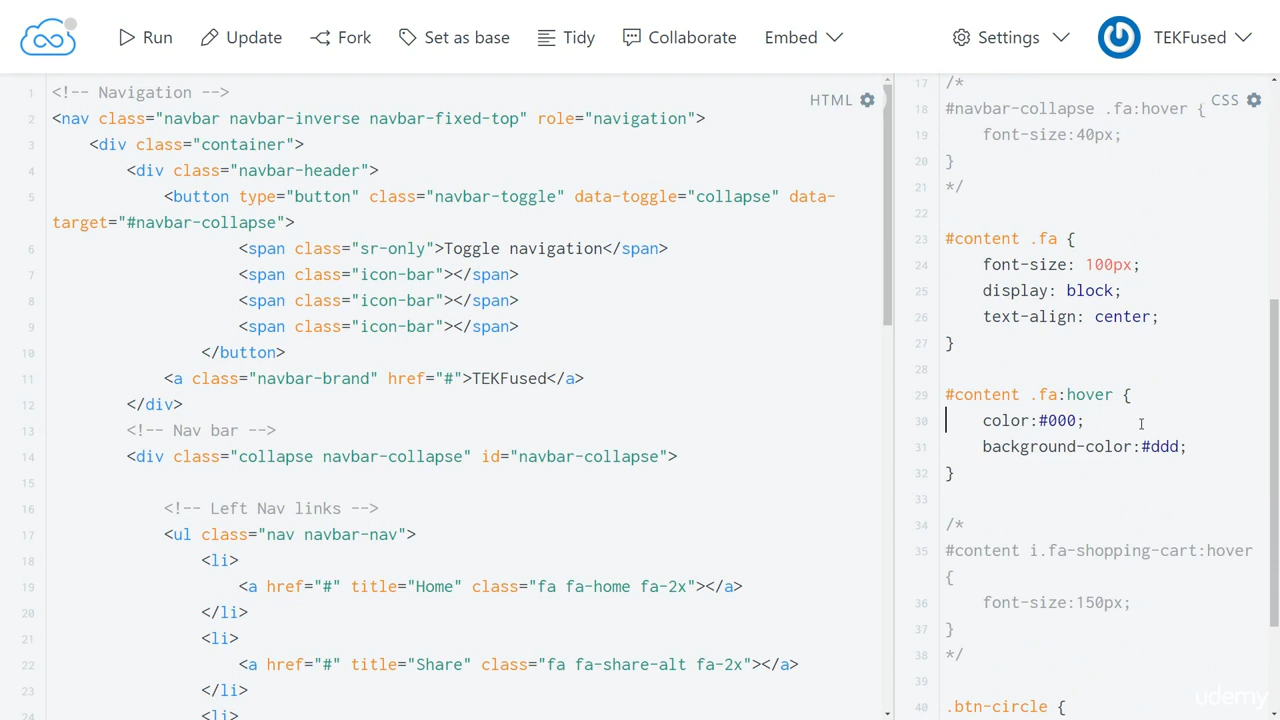 Run
Update
Fork
Set as base
Tidy
Collaborate
Embed
Settings
TEKFused
HTML
1 <!-- Navigation -->
2 <nav class="navbar navbar-inverse navbar-fixed-top" role="navigation">
3 <div class="container">
4 <div class="navbar-header">
5 <button type="button" class="navbar-toggle" data-toggle="collapse" data-
target="#navbar-collapse">
6 <span class="sr-only">Toggle navigation</span>
7 <span class="icon-bar"></span>
8 <span class="icon-bar"></span>
9 <span class="icon-bar"></span>
10 </button>
11 <a class="navbar-brand" href="#">TEKFused</a>
12 </div>
13 <!-- Nav bar -->
14 <div class="collapse navbar-collapse" id="navbar-collapse">
15
16 <!-- Left Nav links -->
17 <ul class="nav navbar-nav">
18 <li>
19 <a href="#" title="Home" class="fa fa-home fa-2x"></a>
20 </li>
21 <li>
22 <a href="#" title="Share" class="fa fa-share-alt fa-2x"></a>
23 </li>
24 <li>
CSS
17 /*
18 #navbar-collapse .fa:hover {
19 font-size:40px;
20 }
21 */
22
23 #content .fa {
24 font-size: 100px;
25 display: block;
26 text-align: center;
27 }
28
29 #content .fa:hover {
30 color:#000;
31 background-color:#ddd;
32 }
33
34 /*
35 #content i.fa-shopping-cart:hover
{
36 font-size:150px;
37 }
38 */
39
40 .btn-circle {
udemy